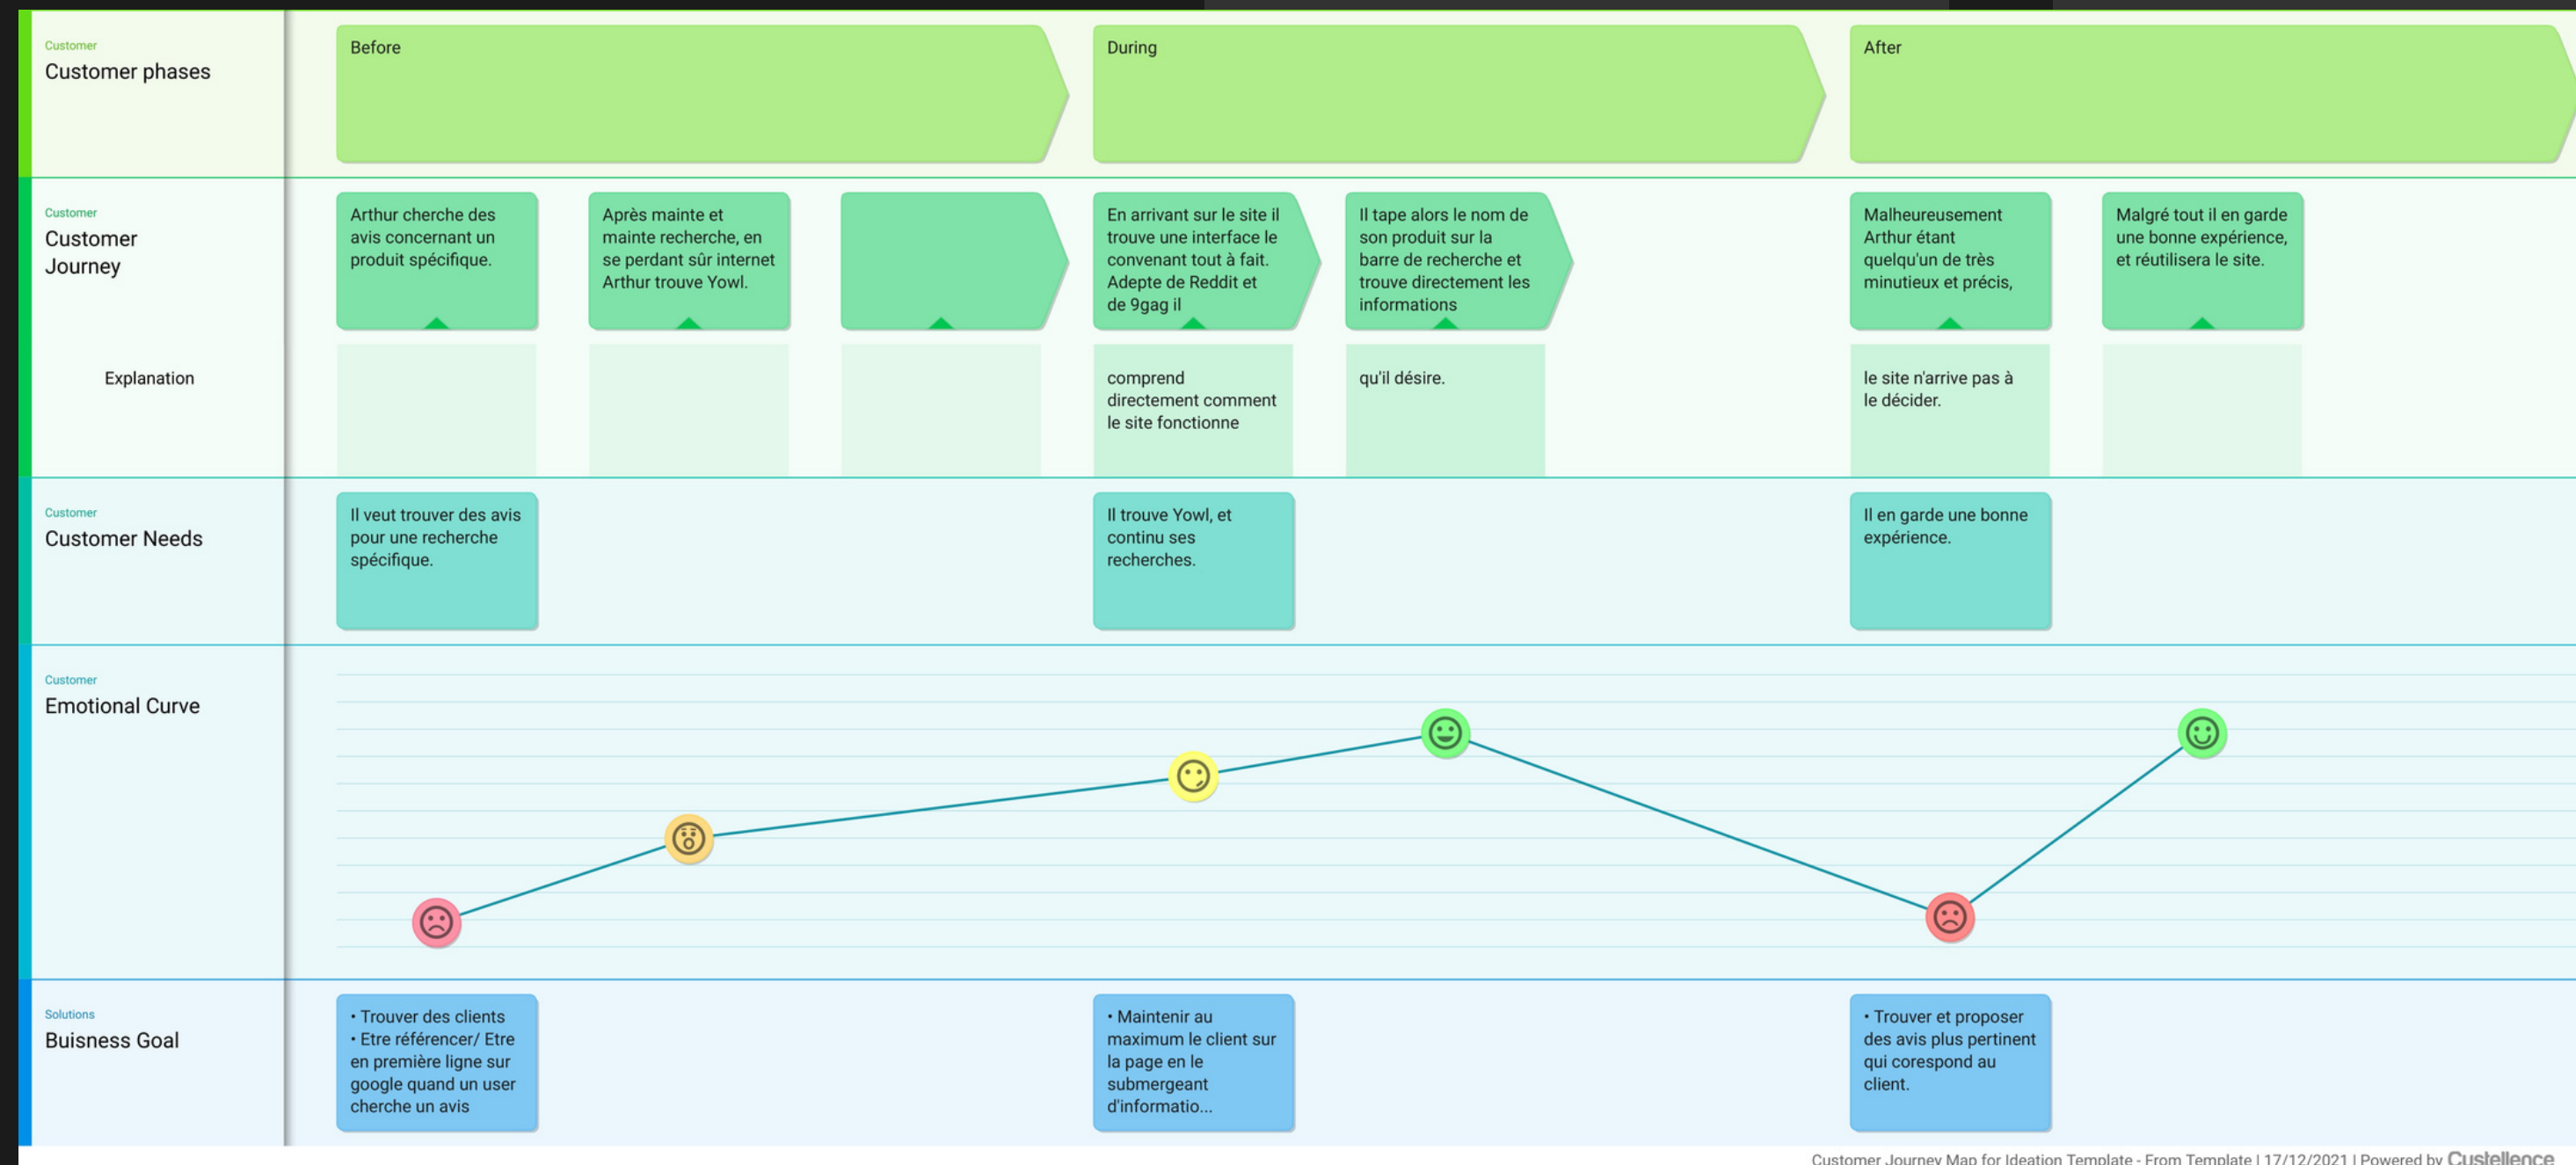 Customer
Customer phases
Before
During
After
Customer
Customer
Journey
Arthur cherche des
avis concernant un
produit spécifique.
Après mainte et
mainte recherche, en
se perdant sûr internet
Arthur trouve Yowl.
En arrivant sur le site il
trouve une interface le
convenant tout à fait.
Adepte de Reddit et
de 9gag il
Il tape alors le nom de
son produit sur la
barre de recherche et
trouve directement les
informations
Malheureusement
Arthur étant
quelqu'un de très
minutieux et précis,
Malgré tout il en garde
une bonne expérience,
et réutilisera le site.
Explanation
comprend
directement comment
le site fonctionne
qu'il désire.
le site n'arrive pas à
le décider.
Customer
Customer Needs
Il veut trouver des avis
pour une recherche
spécifique.
Il trouve Yowl, et
continu ses
recherches.
Il en garde une bonne
expérience.
Customer
Emotional Curve
Solutions
Buisness Goal
• Trouver des clients
• Etre référencer/ Etre
en première ligne sur
google quand un user
cherche un avis
• Maintenir au
maximum le client sur
la page en le
submergeant
d'informatio...
• Trouver et proposer
des avis plus pertinent
qui corespond au
client.
Customer Journey Map for Ideation Template - From Template | 17/12/2021 | Powered by Custellence